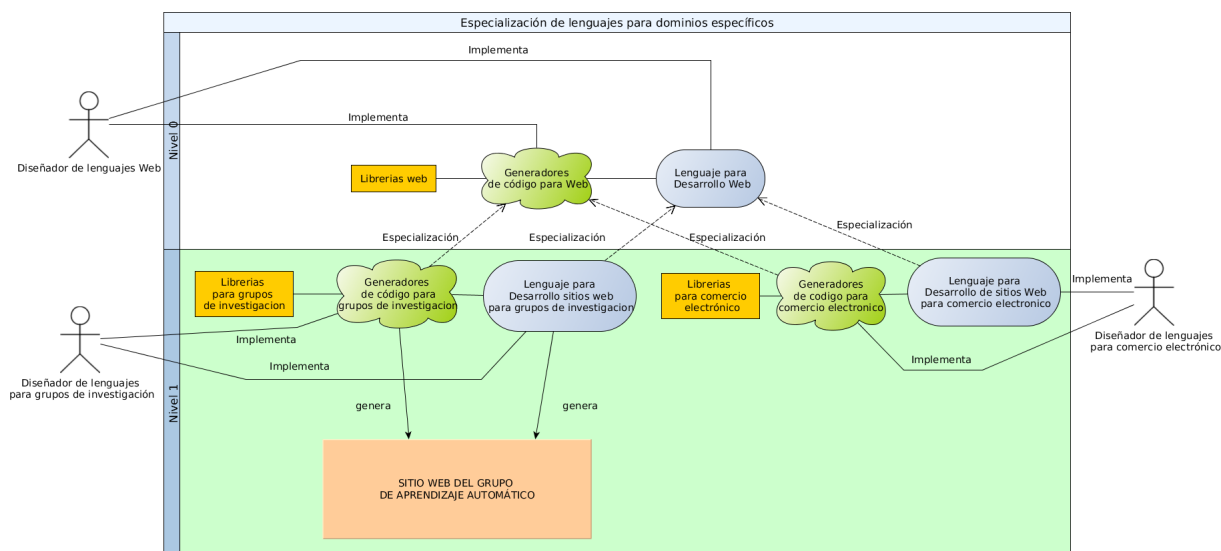 Especialización de lenguajes para dominios específicos
Nivel 0
Implementa
Implementa
Diseñador de lenguajes Web
Librerias web
Generadores
de código para Web
Lenguaje para
Desarrollo Web
Especialización
Especialización
Especialización
Especialización
Nivel 1
Librerias
para grupos
de investigacion
Generadores
de código para
grupos de investigacion
Lenguaje para
Desarrollo sitios web
para grupos de investigacion
Librerias
para comercio
electrónico
Generadores
de codigo para
comercio electronico
Lenguaje para
Desarrollo de sitios Web
para comercio electronico
Implementa
Diseñador de lenguajes
para comercio electrónico
Implementa
Implementa
Implementa
Diseñador de lenguajes
para grupos de investigación
genera
genera
SITIO WEB DEL GRUPO
DE APRENDIZAJE AUTOMÁTICO